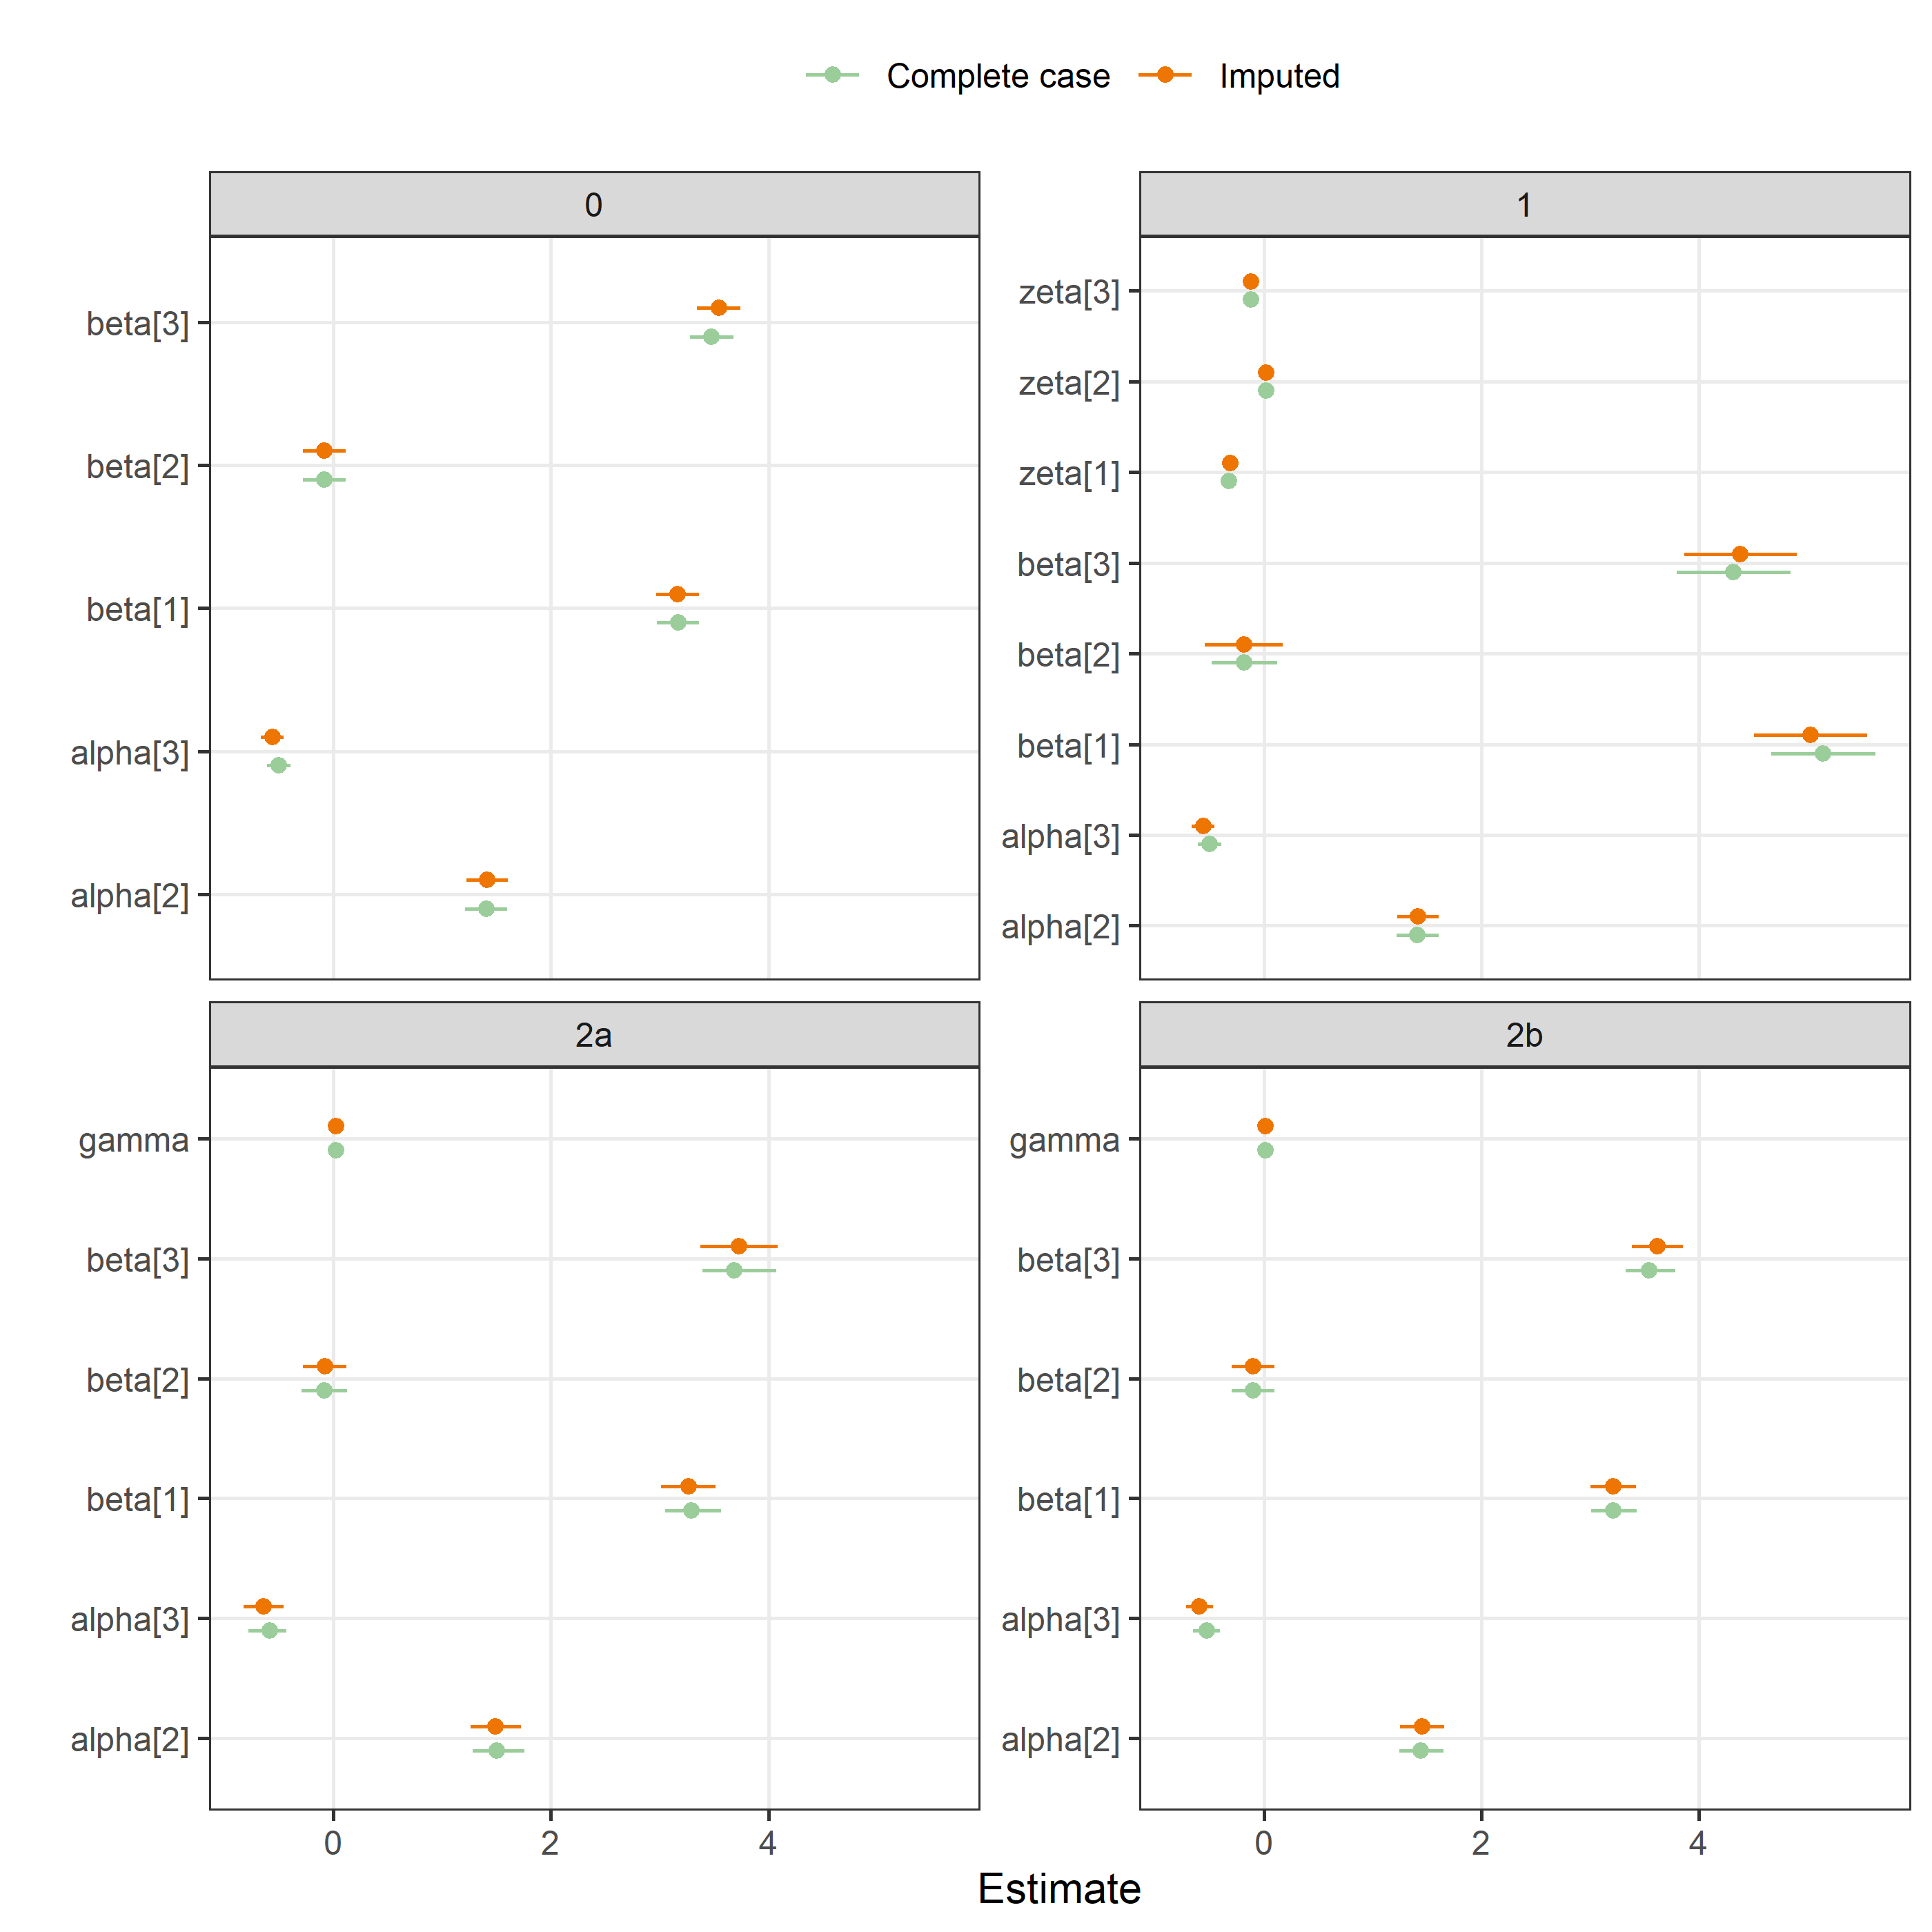 Complete case Imputed
0
beta[3]
beta[2]
beta[1]
alpha[3]
alpha[2]
1
zeta[3]
zeta[2]
zeta[1]
beta[3]
beta[2]
beta[1]
alpha[3]
alpha[2]
2a
gamma
beta[3]
beta[2]
beta[1]
alpha[3]
alpha[2]
0 2 4
2b
gamma
beta[3]
beta[2]
beta[1]
alpha[3]
alpha[2]
0 2 4
Estimate